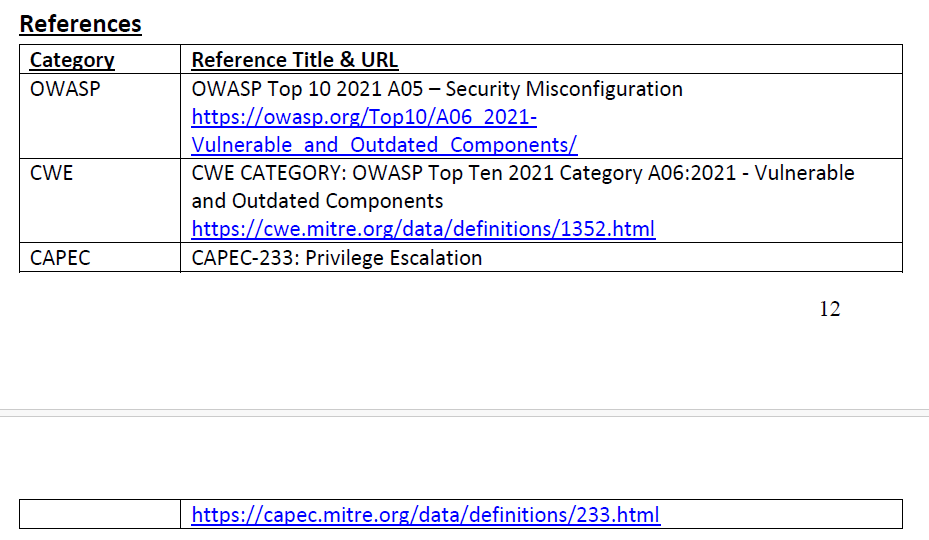 References
Category Reference Title & URL
OWASP OWASP Top 10 2021 A05 – Security Misconfiguration
https://owasp.org/Top10/A06_2021-
Vulnerable_and_Outdated_Components/
CWE CWE CATEGORY: OWASP Top Ten 2021 Category A06:2021 - Vulnerable
and Outdated Components
https://cwe.mitre.org/data/definitions/1352.html
CAPEC CAPEC-233: Privilege Escalation
12
https://capec.mitre.org/data/definitions/233.html